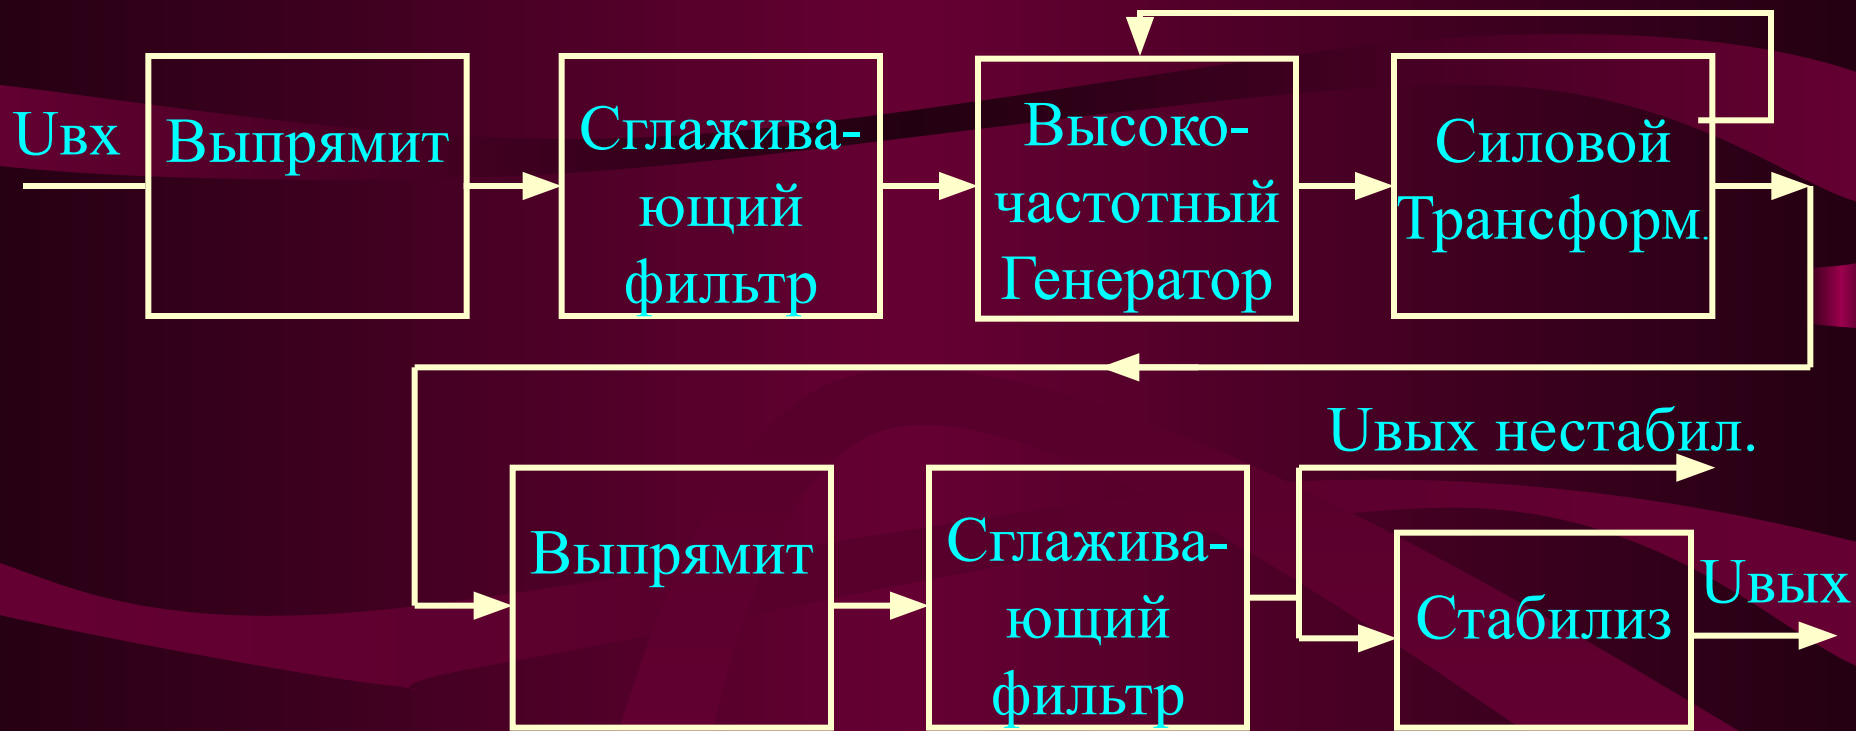 Uвх
Выпрямит
Сглажива-
ющий
фильтр
Высоко-
частотный
Генератор
Силовой
Трансформ.
Uвых нестабил.
Выпрямит
Сглажива-
ющий
фильтр
Стабилиз
Uвых